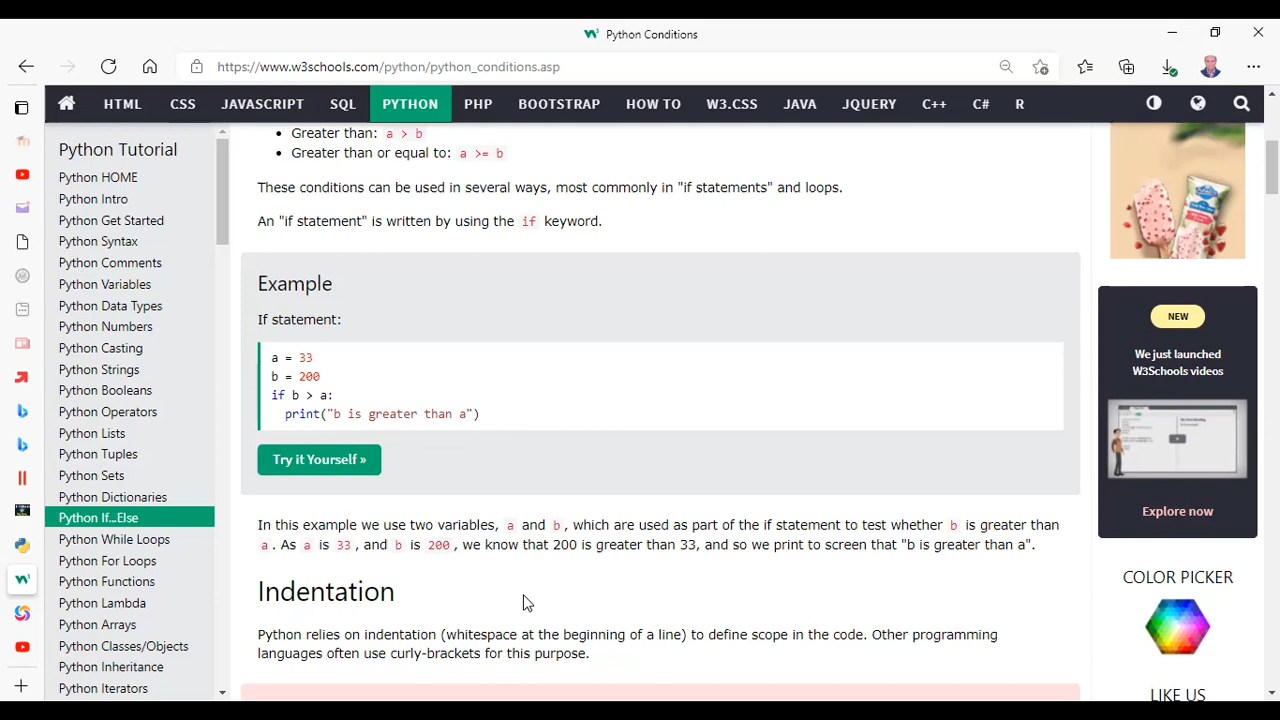 Python Conditions
https://www.w3schools.com/python/python_conditions.asp
HTML CSS JAVASCRIPT SQL PYTHON PHP BOOTSTRAP HOW TO W3.CSS JAVA JQUERY C++ C# R
Python Tutorial
Python HOME
Python Intro
Python Get Started
Python Syntax
Python Comments
Python Variables
Python Data Types
Python Numbers
Python Casting
Python Strings
Python Booleans
Python Operators
Python Lists
Python Tuples
Python Sets
Python Dictionaries
Python If...Else
Python While Loops
Python For Loops
Python Functions
Python Lambda
Python Arrays
Python Classes/Objects
Python Inheritance
Python Iterators
Greater than: a > b
Greater than or equal to: a >= b
These conditions can be used in several ways, most commonly in "if statements" and loops.
An "if statement" is written by using the if keyword.
Example
If statement:
a = 33
b = 200
if b > a:
print("b is greater than a")
Try it Yourself »
In this example we use two variables, a and b, which are used as part of the if statement to test whether b is greater than
a. As a is 33, and b is 200, we know that 200 is greater than 33, and so we print to screen that "b is greater than a".
Indentation
Python relies on indentation (whitespace at the beginning of a line) to define scope in the code. Other programming
languages often use curly-brackets for this purpose.
NEW
We just launched
W3Schools videos
Explore now
COLOR PICKER
LIKE US